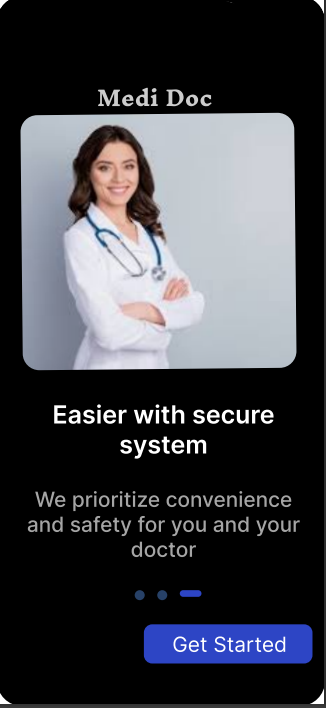 Medi Doc
Easier with secure
system
We prioritize convenience
and safety for you and your
doctor
Get Started